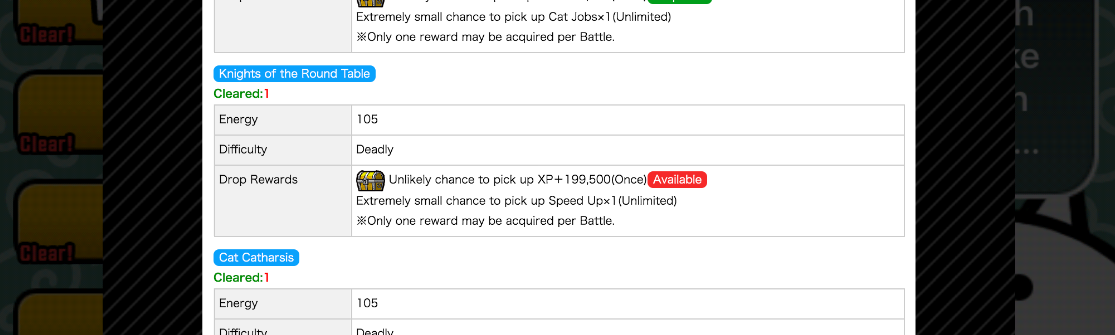 Extremely small chance to pick up Cat Jobs×1(Unlimited)
※Only one reward may be acquired per Battle.
Knights of the Round Table
Cleared:1
Energy 105
Difficulty Deadly
Drop Rewards Unlikely chance to pick up XP＋199,500(Once) Available
Extremely small chance to pick up Speed Up×1(Unlimited)
※Only one reward may be acquired per Battle.
Cat Catharsis
Cleared:1
Energy 105
Difficulty Deadly
Clear!
Clear!
Clear!